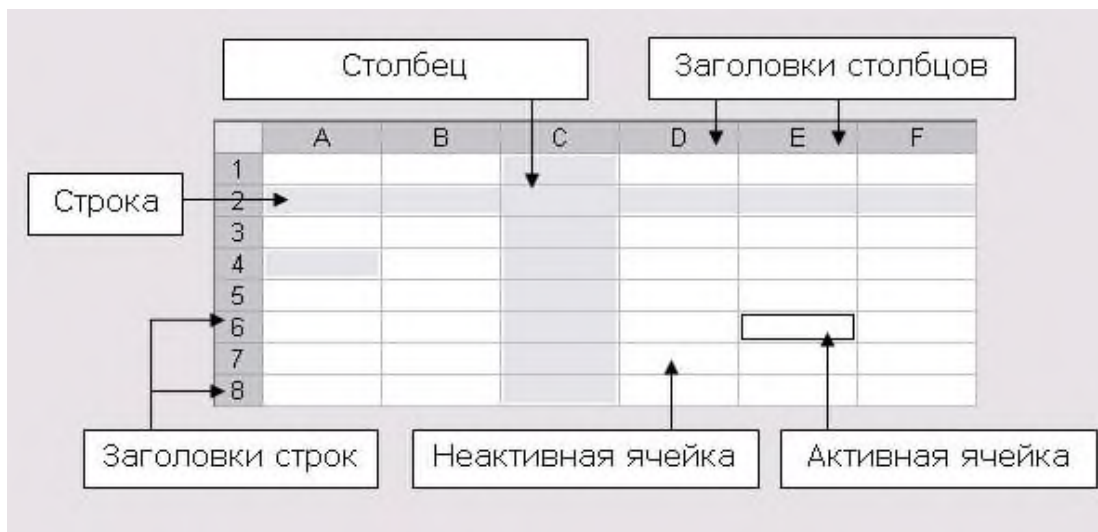 Столбец
Заголовки столбцов
A B C D E F
1
Строка
2
3
4
5
6
7
8
Заголовки строк
Неактивная ячейка
Активная ячейка